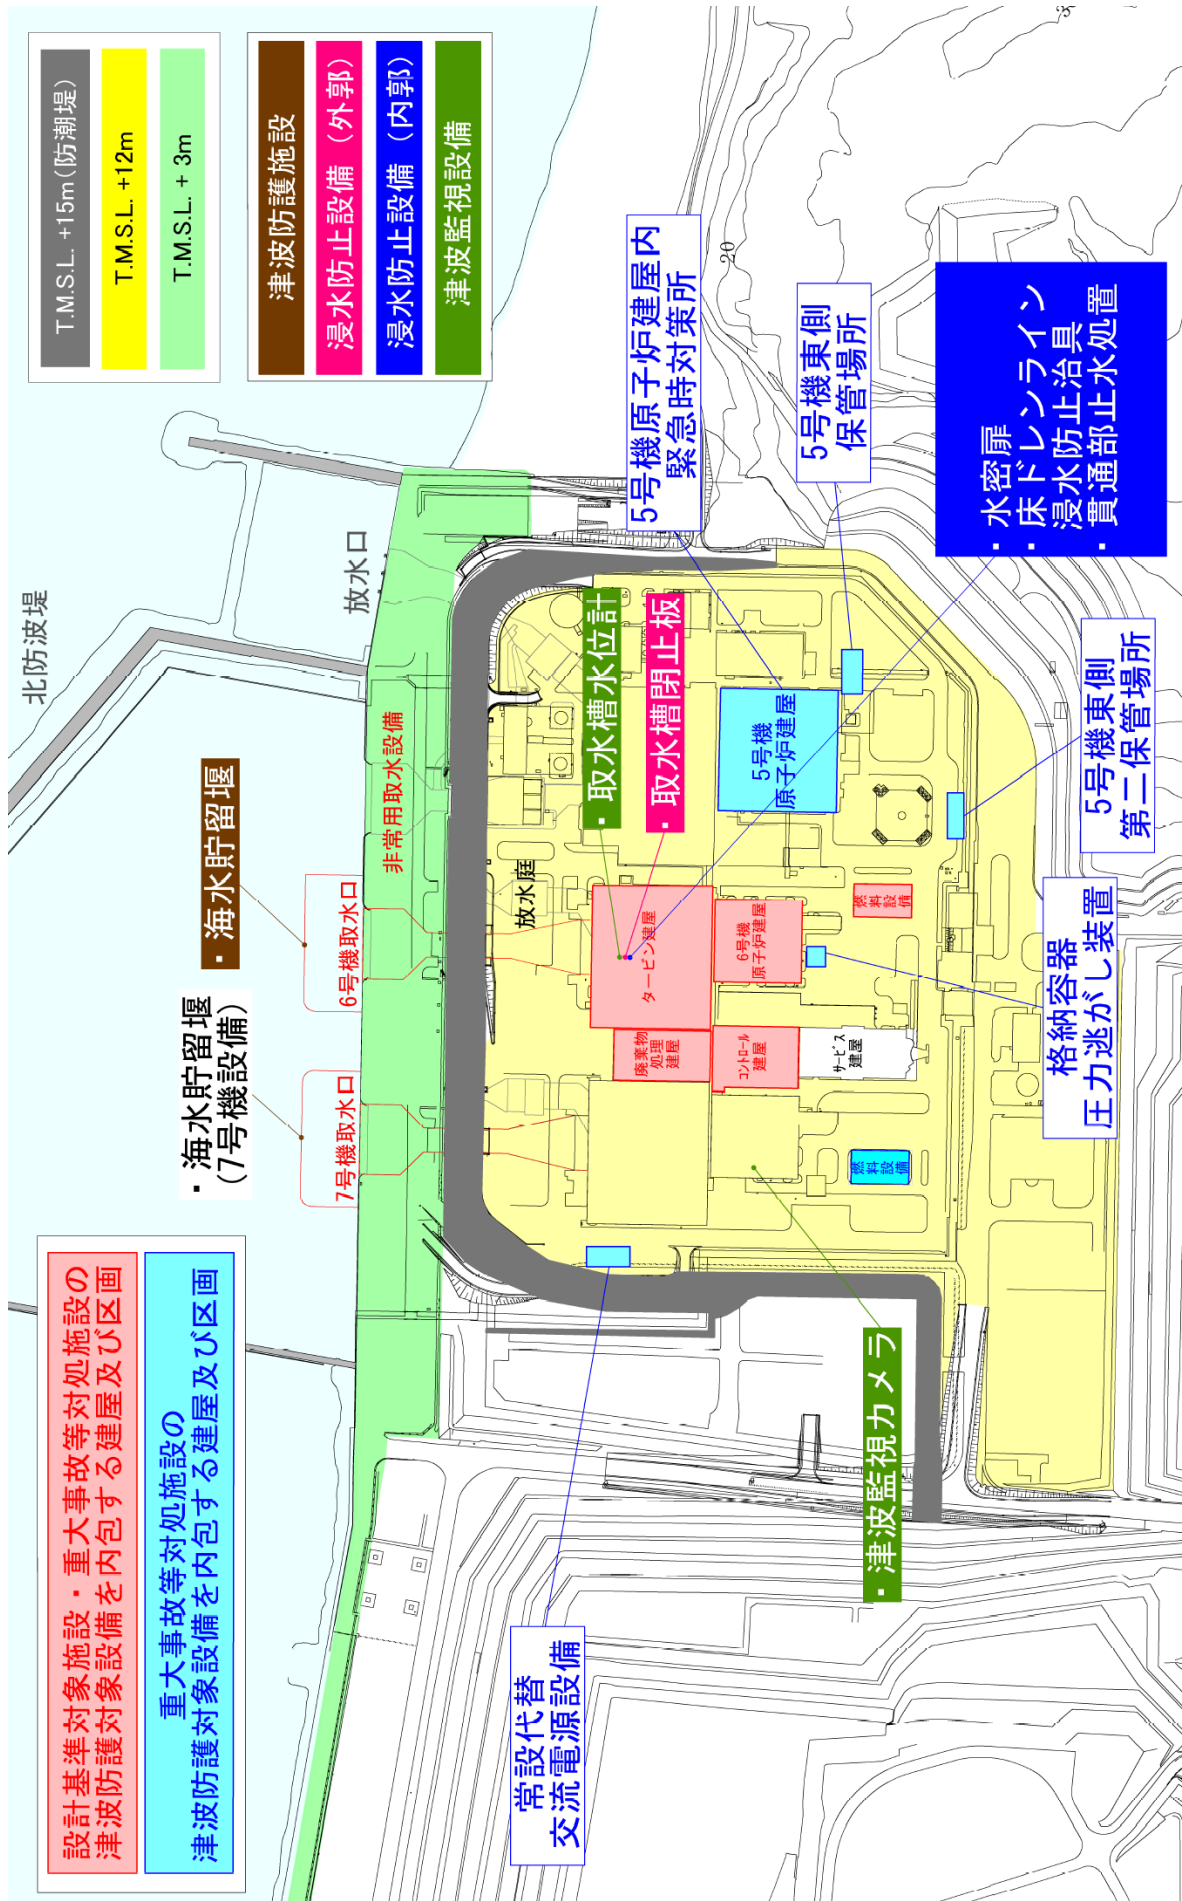 設計基準対象施設・重大事故等対処施設の
津波防護対象設備を内包する建屋及び区画
重大事故等対処施設の
津波防護対象設備を内包する建屋及び区画
T.M.S.L. +15m(防潮堤)
T.M.S.L. +12m
T.M.S.L. + 3m
津波防護施設
浸水防止設備（外郭）
浸水防止設備（内郭）
津波監視設備
北防波堤
放水口
・海水貯留堰
・海水貯留堰
(7号機設備)
7号機取水口
6号機取水口
非常用取水設備
放水庭
・取水槽水位計
・取水槽閉止板
タービン建屋
廃棄物
処理
建屋
コントロール
建屋
6号機
原子炉建屋
5号機
原子炉建屋
サービス
建屋
燃料設備
燃料設備
5号機原子炉建屋内
緊急時対策所
5号機東側
保管場所
20
・水密扉
・床ドレンライン
浸水防止治具
・貫通部止水処置
5号機東側
第二保管場所
格納容器
圧力逃がし装置
・津波監視カメラ
常設代替
交流電源設備